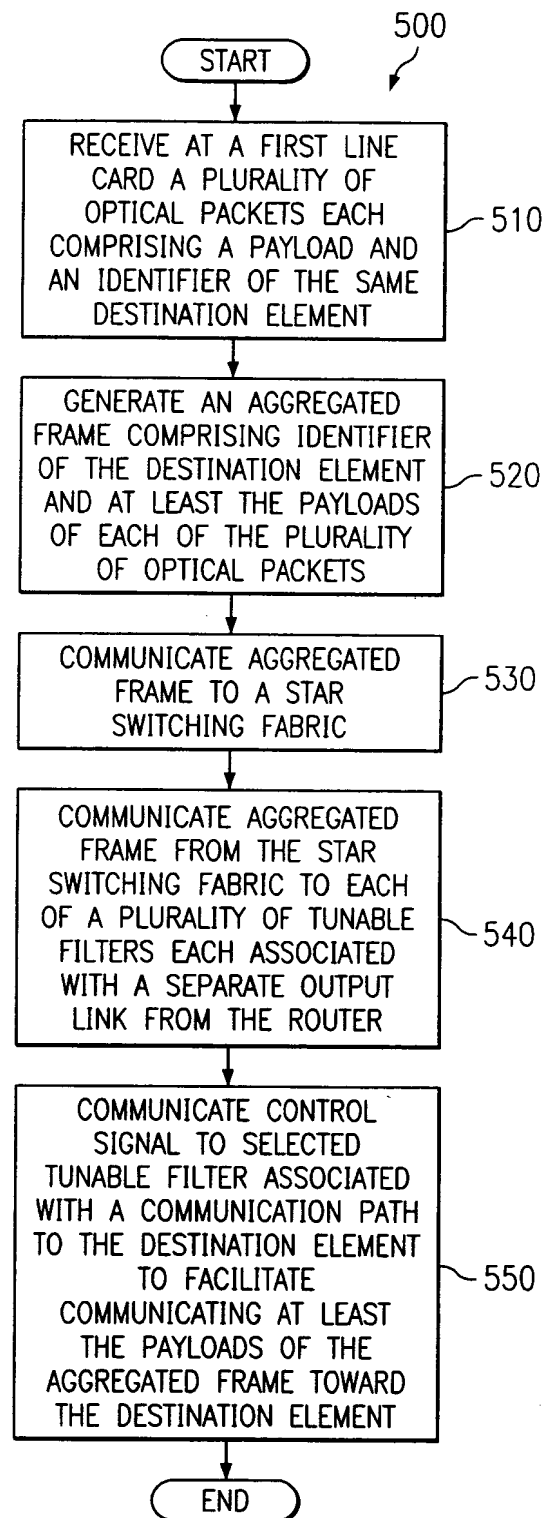 500
START
RECEIVE AT A FIRST LINE
CARD A PLURALITY OF
OPTICAL PACKETS EACH
COMPRISING A PAYLOAD AND
AN IDENTIFIER OF THE SAME
DESTINATION ELEMENT
510
GENERATE AN AGGREGATED
FRAME COMPRISING IDENTIFIER
OF THE DESTINATION ELEMENT
AND AT LEAST THE PAYLOADS
OF EACH OF THE PLURALITY
OF OPTICAL PACKETS
520
COMMUNICATE AGGREGATED
FRAME TO A STAR
SWITCHING FABRIC
530
COMMUNICATE AGGREGATED
FRAME FROM THE STAR
SWITCHING FABRIC TO EACH
OF A PLURALITY OF TUNABLE
FILTERS EACH ASSOCIATED
WITH A SEPARATE OUTPUT
LINK FROM THE ROUTER
540
COMMUNICATE CONTROL
SIGNAL TO SELECTED
TUNABLE FILTER ASSOCIATED
WITH A COMMUNICATION PATH
TO THE DESTINATION ELEMENT
TO FACILITATE
COMMUNICATING AT LEAST
THE PAYLOADS OF THE
AGGREGATED FRAME TOWARD
THE DESTINATION ELEMENT
550
END